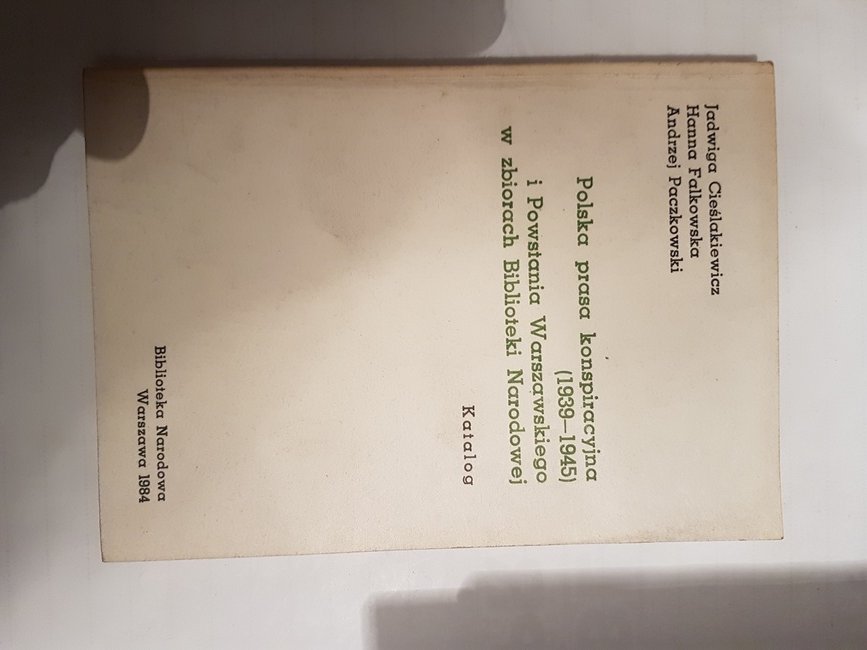 Jadwiga Cieślakiewicz
Hanna Falkowska
Andrzej Paczkowski
Polska prasa konspiracyjna
(1939—1945)
i Powstania Warszawskiego
w zbiorach Biblioteki Narodowej
Katalog
Biblioteka Narodowa
Warszawa 1984